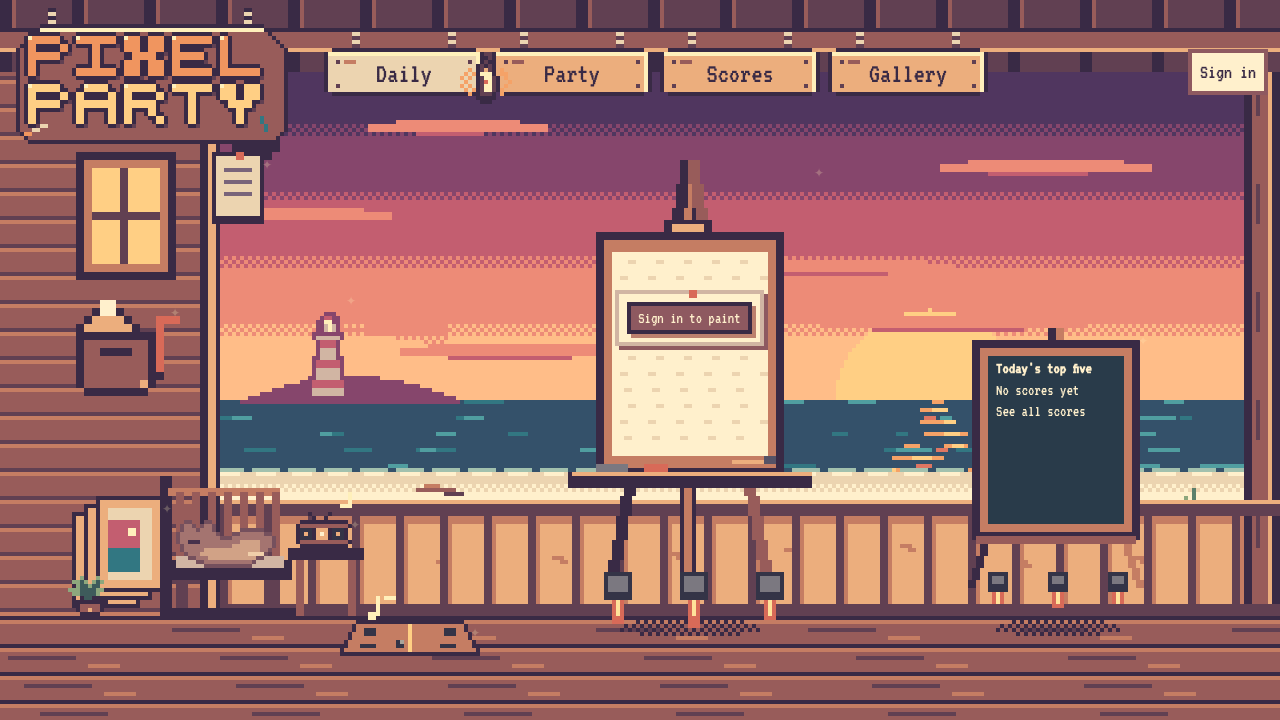 PIXEL
PARTY
Daily
Party
Scores
Gallery
Sign in
Sign in to paint
Today's top five
No scores yet
See all scores